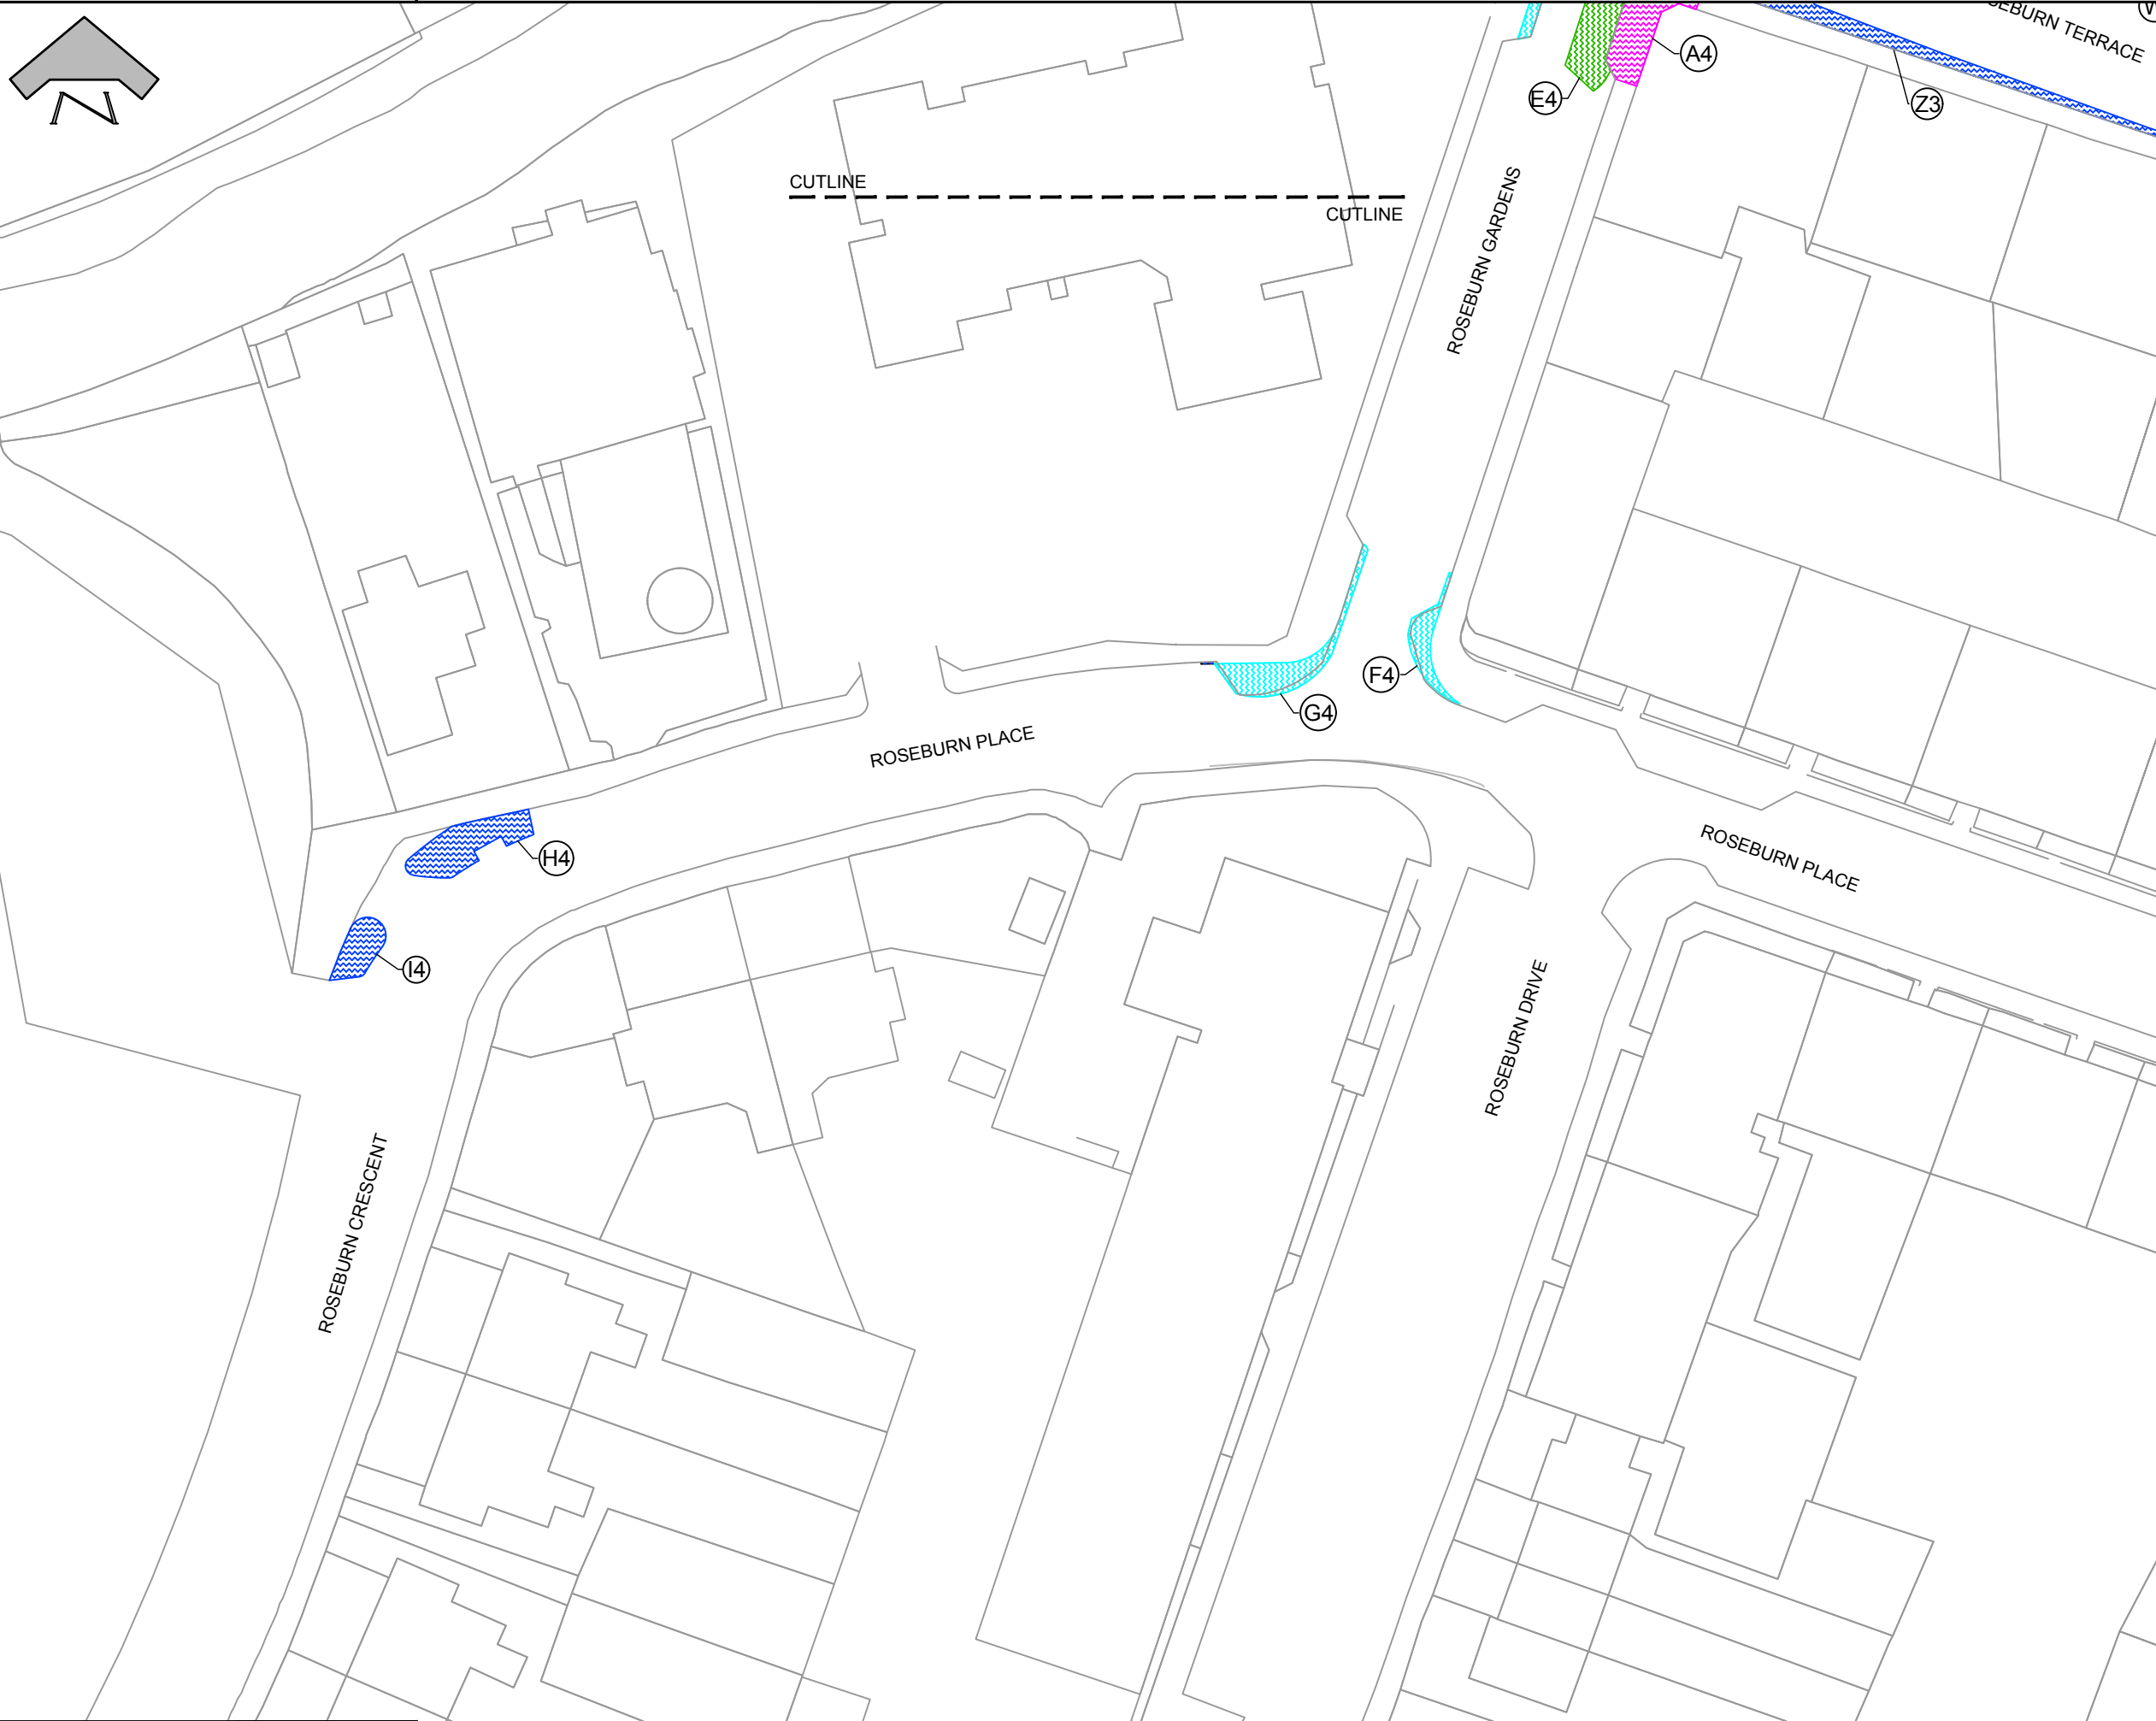 N
A4
E4
Z3
CUTLINE
CUTLINE
ROSEBURN GARDENS
F4
G4
ROSEBURN PLACE
H4
ROSEBURN PLACE
I4
ROSEBURN DRIVE
ROSEBURN CRESCENT
TERRACE